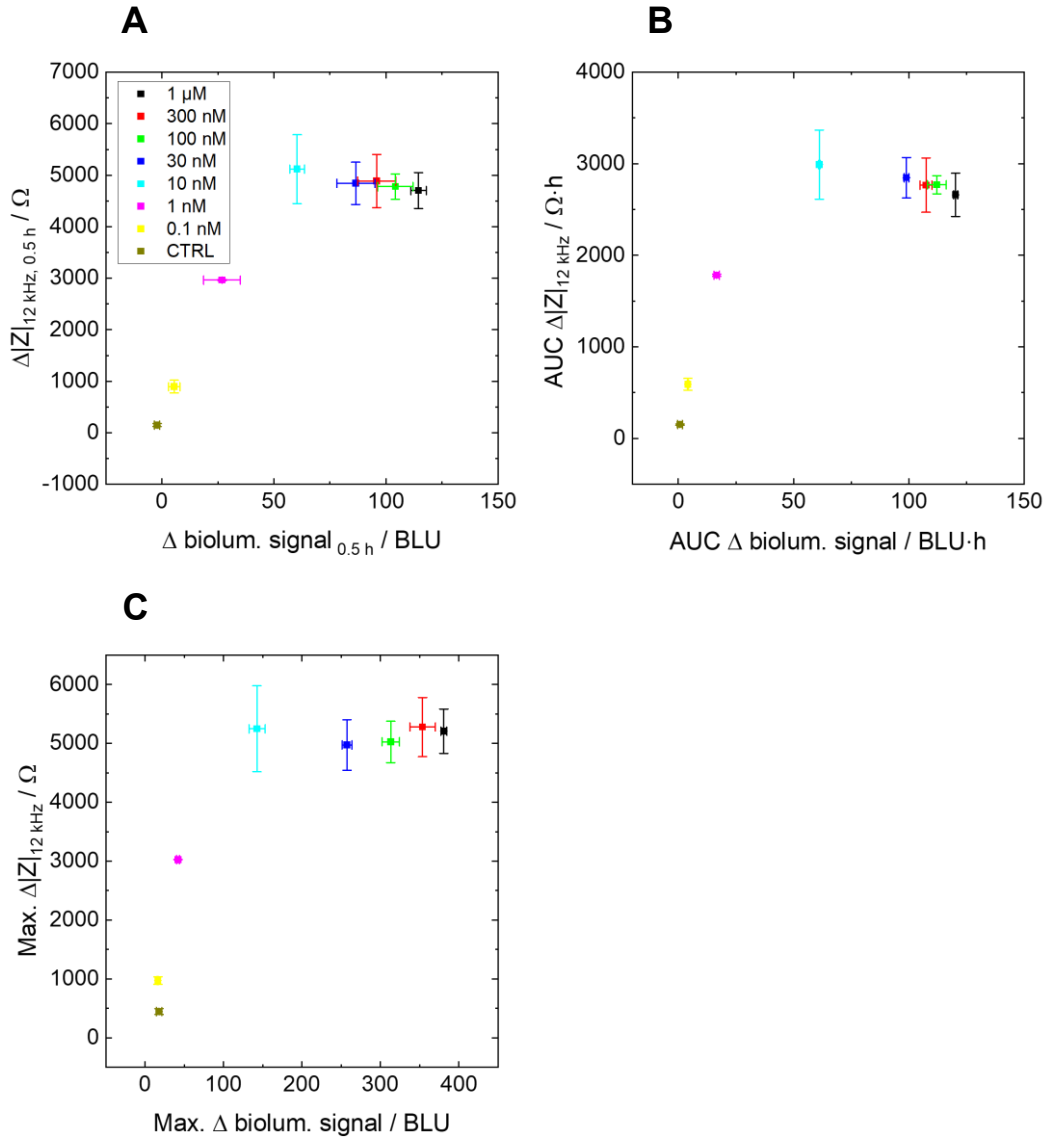 A
7000
6000
5000
4000
3000
2000
1000
0
-1000
1 µM
300 nM
100 nM
30 nM
10 nM
1 nM
0.1 nM
CTRL
Δ|Z|12 kHz, 0.5 h / Ω
0 50 100 150
Δ biolum. signal 0.5 h / BLU
B
4000
3000
2000
1000
0
AUC Δ|Z|12 kHz / Ω·h
0 50 100 150
AUC Δ biolum. signal / BLU·h
C
6000
5000
4000
3000
2000
1000
0
Max. Δ|Z|12 kHz / Ω
0 100 200 300 400
Max. Δ biolum. signal / BLU